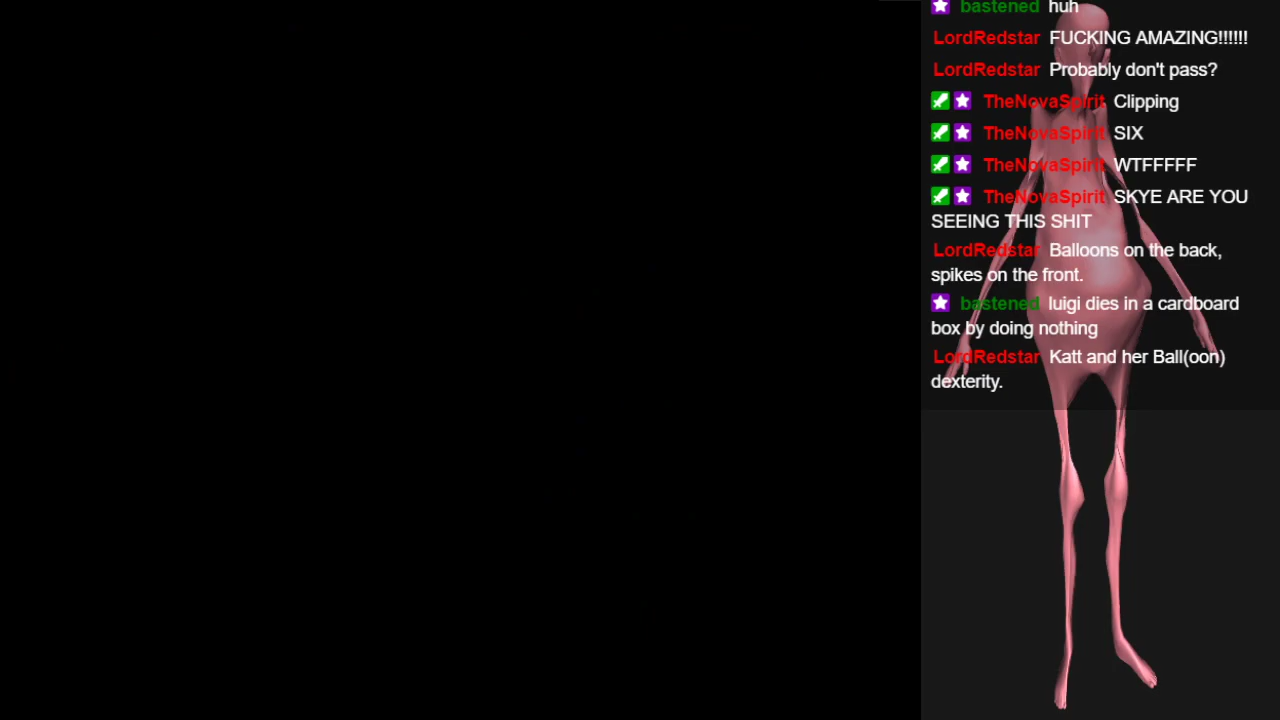 bastened huh
LordRedstar FUCKING AMAZING!!!!!!
LordRedstar Probably don't pass?
TheNovaSpirit Clipping
TheNovaSpirit SIX
TheNovaSpirit WTFFFFF
TheNovaSpirit SKYE ARE YOU
SEEING THIS SHIT
LordRedstar Balloons on the back,
spikes on the front.
bastened luigi dies in a cardboard
box by doing nothing
LordRedstar Katt and her Ball(oon)
dexterity.